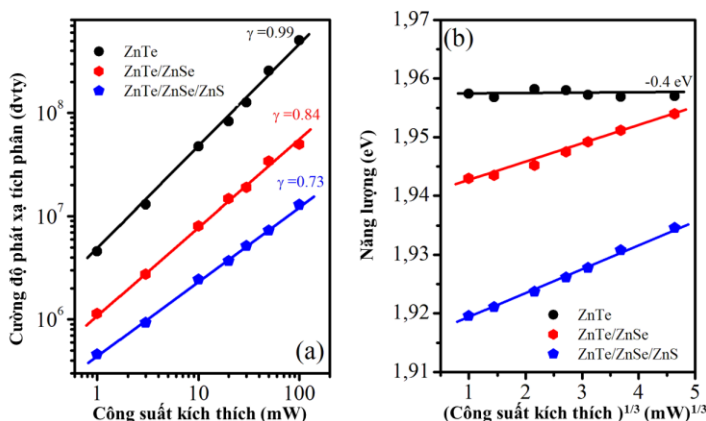 γ =0.99
ZnTe
ZnTe/ZnSe
ZnTe/ZnSe/ZnS
γ =0.84
γ =0.73
10⁸
10⁷
10⁶
Cường độ phát xạ tích phân (đvty)
(a)
1 10 100
Công suất kích thích (mW)
(b)
1,97
1,96
1,95
1,94
1,93
1,92
1,91
Năng lượng (eV)
-0.4 eV
ZnTe
ZnTe/ZnSe
ZnTe/ZnSe/ZnS
1 2 3 4 5
(Công suất kích thích )¹/³ (mW)¹/³